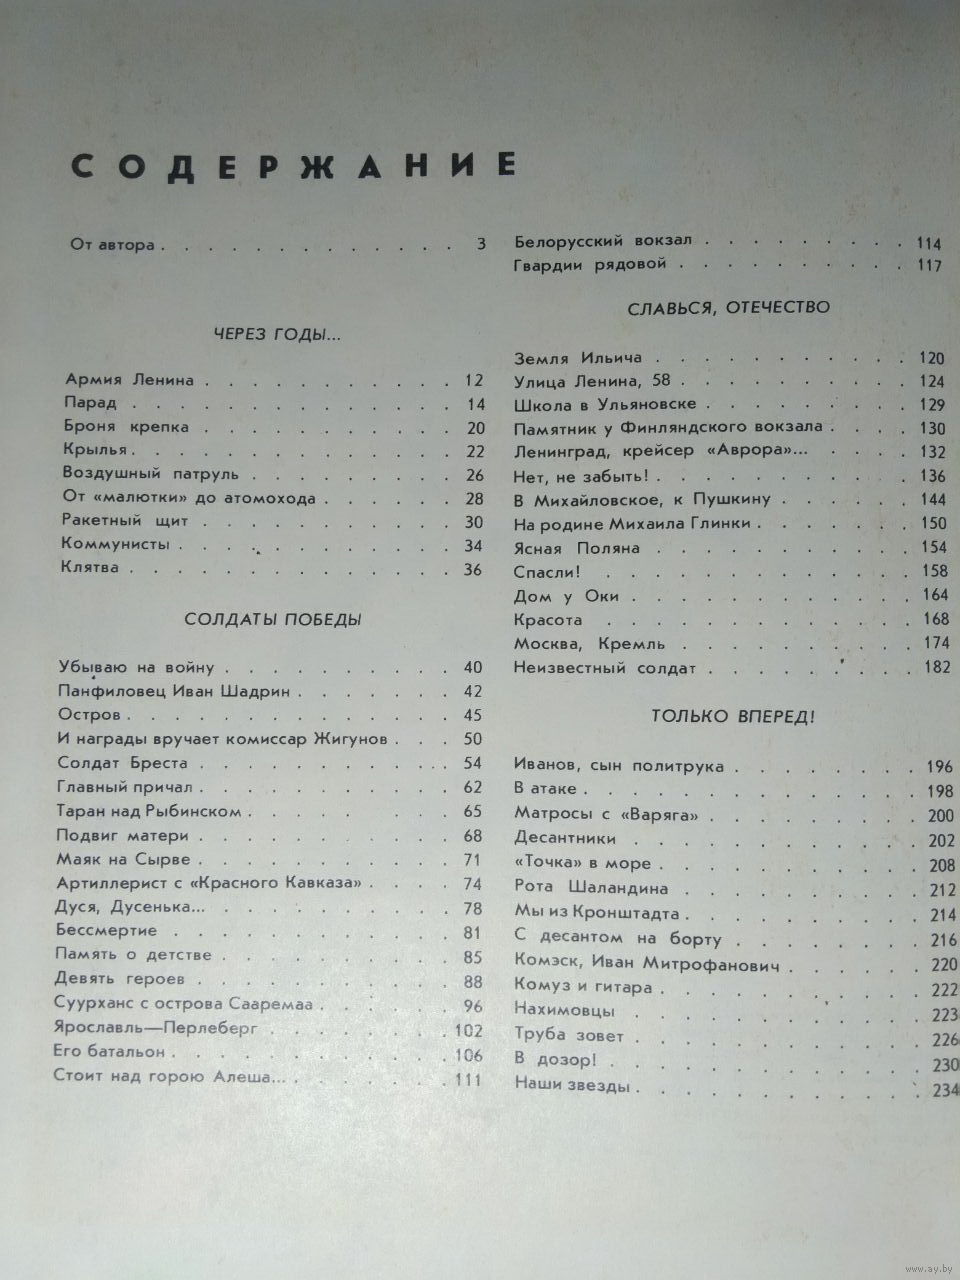 СОДЕРЖАНИЕ
От автора . . . . . . . . . . . . . 3
ЧЕРЕЗ ГОДЫ...
Армия Ленина . . . . . . . . . . . 12
Парад . . . . . . . . . . . . . . 14
Броня крепка . . . . . . . . . . . 20
Крылья . . . . . . . . . . . . . . 22
Воздушный патруль . . . . . . . . . 26
От «малютки» до атомохода . . . . . . 28
Ракетный щит . . . . . . . . . . . 30
Коммунисты . . . . . . . . . . . . 34
Клятва . . . . . . . . . . . . . . 36
СОЛДАТЫ ПОБЕДЫ
Убываю на войну . . . . . . . . . . 40
Панфиловец Иван Шадрин . . . . . . . 42
Остров . . . . . . . . . . . . . . 45
И награды вручает комиссар Жигунов . . . 50
Солдат Бреста . . . . . . . . . . . 54
Главный причал . . . . . . . . . . . 62
Таран над Рыбинском . . . . . . . . . 65
Подвиг матери . . . . . . . . . . . 68
Маяк на Сырве . . . . . . . . . . . 71
Артиллерист с «Красного Кавказа» . . . . 74
Дуся, Дусенька... . . . . . . . . . . 78
Бессмертие . . . . . . . . . . . . 81
Память о детстве . . . . . . . . . . 85
Девять героев . . . . . . . . . . . 88
Суурханс с острова Сааремаа . . . . . . 96
Ярославль—Перлеберг . . . . . . . . 102
Его батальон . . . . . . . . . . . . 106
Стоит над горою Алеша... . . . . . . . 111
Белорусский вокзал . . . . . . . . . 114
Гвардии рядовой . . . . . . . . . . 117
СЛАВЬСЯ, ОТЕЧЕСТВО
Земля Ильича . . . . . . . . . . . 120
Улица Ленина, 58 . . . . . . . . . . 124
Школа в Ульяновске . . . . . . . . . 129
Памятник у Финляндского вокзала . . . . 130
Ленинград, крейсер «Аврора»... . . . . 132
Нет, не забыть! . . . . . . . . . . . 136
В Михайловское, к Пушкину . . . . . . 144
На родине Михаила Глинки . . . . . . . 150
Ясная Поляна . . . . . . . . . . . 154
Спасли! . . . . . . . . . . . . . 158
Дом у Оки . . . . . . . . . . . . 164
Красота . . . . . . . . . . . . . 168
Москва, Кремль . . . . . . . . . . 174
Неизвестный солдат . . . . . . . . . 182
ТОЛЬКО ВПЕРЕД!
Иванов, сын политрука . . . . . . . . 196
В атаке . . . . . . . . . . . . . . 198
Матросы с «Варяга» . . . . . . . . . 200
Десантники . . . . . . . . . . . . 202
«Точка» в море . . . . . . . . . . . 208
Рота Шаландина . . . . . . . . . . 212
Мы из Кронштадта . . . . . . . . . . 214
С десантом на борту . . . . . . . . 216
Комэск, Иван Митрофанович . . . . . . 220
Комуз и гитара . . . . . . . . . . . 222
Нахимовцы . . . . . . . . . . . . 223
Труба зовет . . . . . . . . . . . . 226
В дозор! . . . . . . . . . . . . . 230
Наши звезды . . . . . . . . . . . . 234
www.ay.by